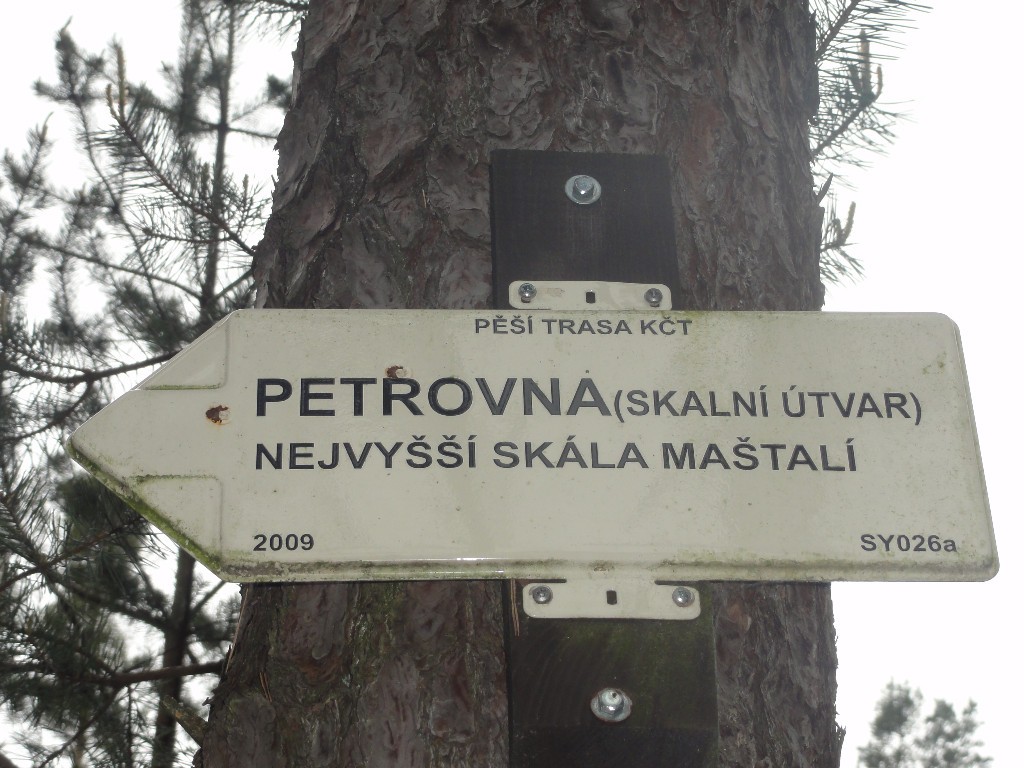 PĚŠÍ TRASA KČT
PETROVNA (SKALNÍ ÚTVAR)
NEJVYŠŠÍ SKÁLA MAŠTALÍ
2009 SY026a